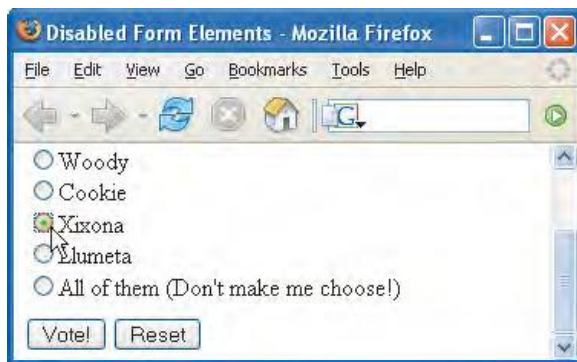 Disabled Form Elements - Mozilla Firefox
File Edit View Go Bookmarks Tools Help
G
Woody
Cookie
Xixona
Llumeta
All of them (Don't make me choose!)
Vote! Reset